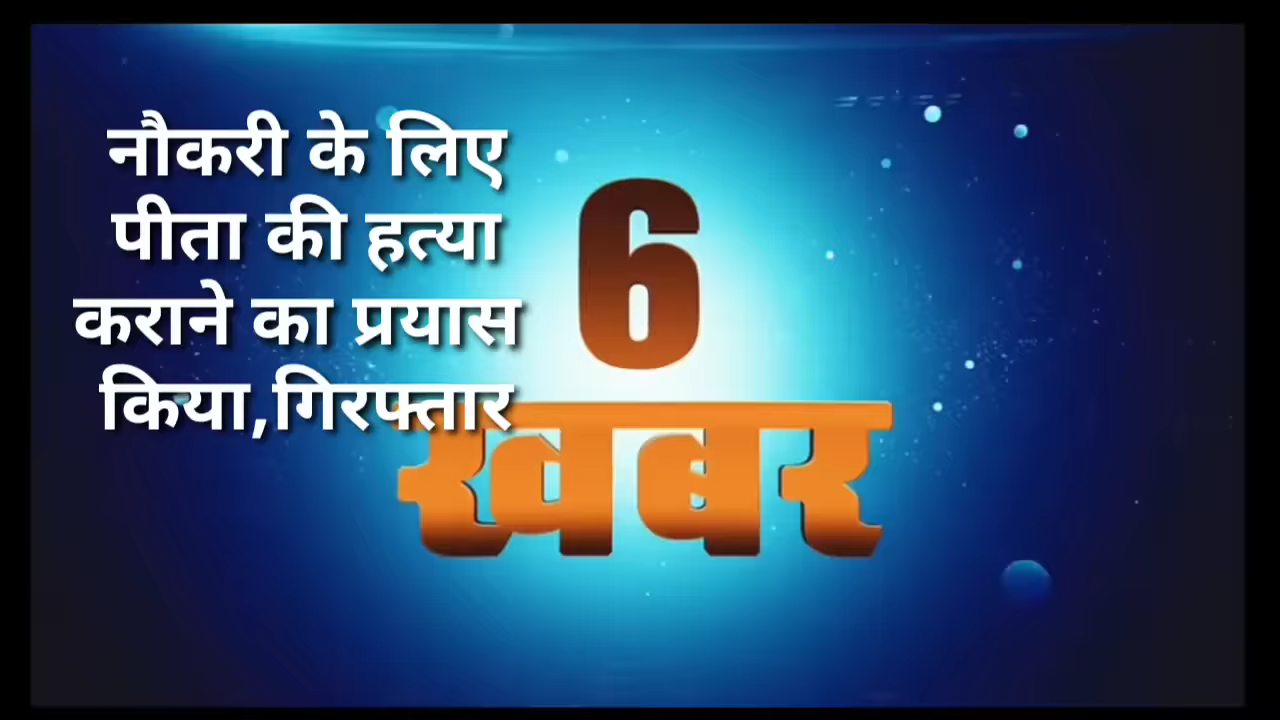 नौकरी के लिए
पीता की हत्या
कराने का प्रयास
किया,गिरफ्तार
6
खबर